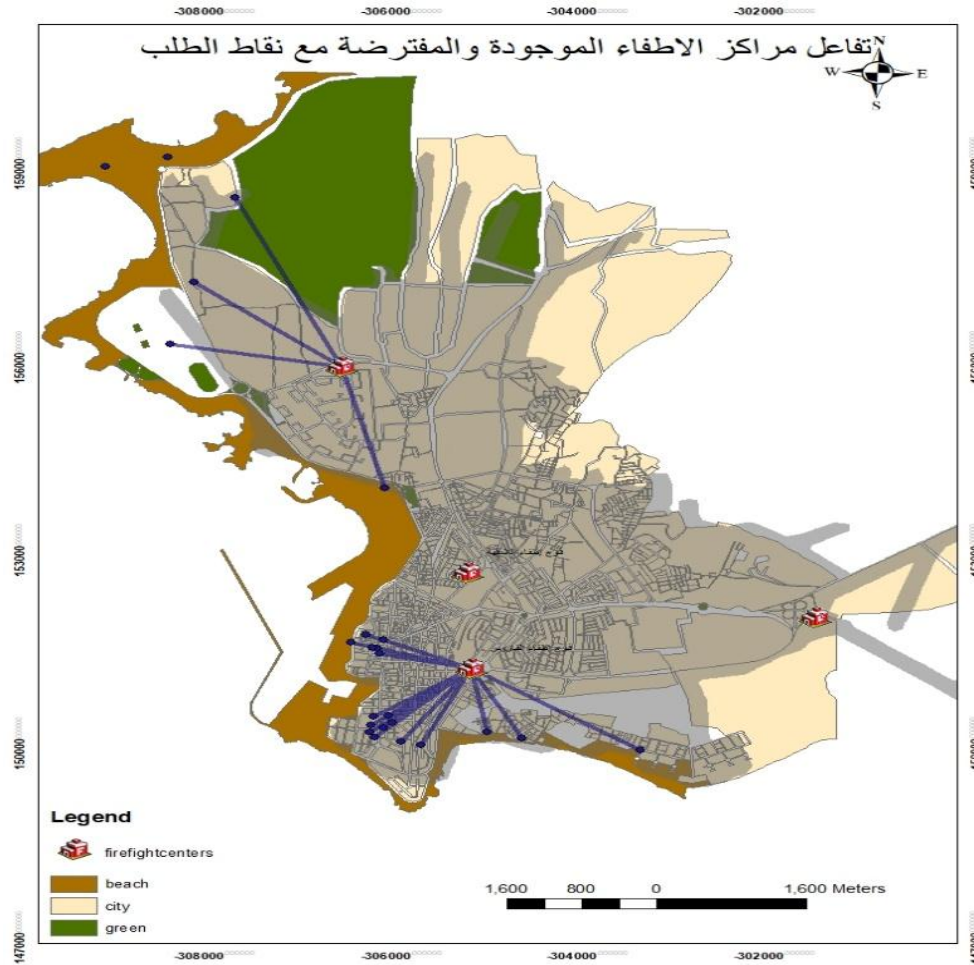 -308000 -306000 -304000 -302000
تفاعل مراكز الاطفاء الموجودة والمفترضة مع نقاط الطلب
N
W E
S
159000
156000
153000
150000
147000
Legend
firefightcenters
beach
city
green
1,600 800 0 1,600 Meters
-308000 -306000 -304000 -302000